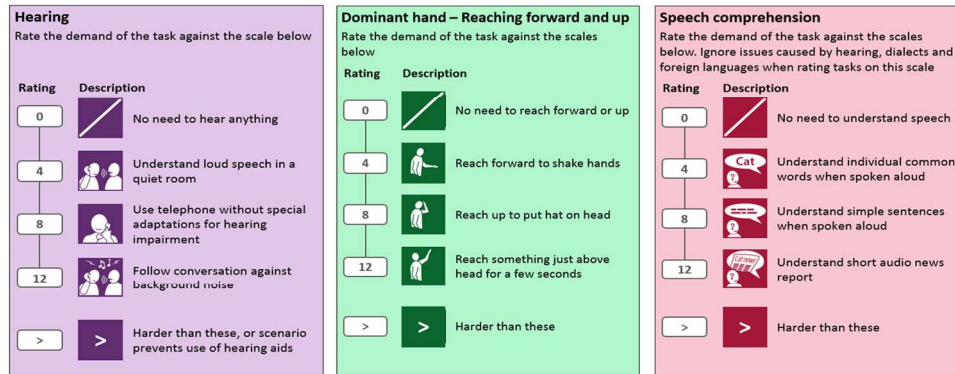 Hearing
Rate the demand of the task against the scale below
Rating Description
0 No need to hear anything
4 Understand loud speech in a
quiet room
8 Use telephone without special
adaptations for hearing
impairment
12 Follow conversation against
background noise
> > Harder than these, or scenario
prevents use of hearing aids
Dominant hand – Reaching forward and up
Rate the demand of the task against the scales
below
Rating Description
0 No need to reach forward or up
4 Reach forward to shake hands
8 Reach up to put hat on head
12 Reach something just above
head for a few seconds
> > Harder than these
Speech comprehension
Rate the demand of the task against the scales
below. Ignore issues caused by hearing, dialects and
foreign languages when rating tasks on this scale
Rating Description
0 No need to understand speech
4 Cat Understand individual common
words when spoken aloud
8 Understand simple sentences
when spoken aloud
12 Cat news Understand short audio news
report
> > Harder than these